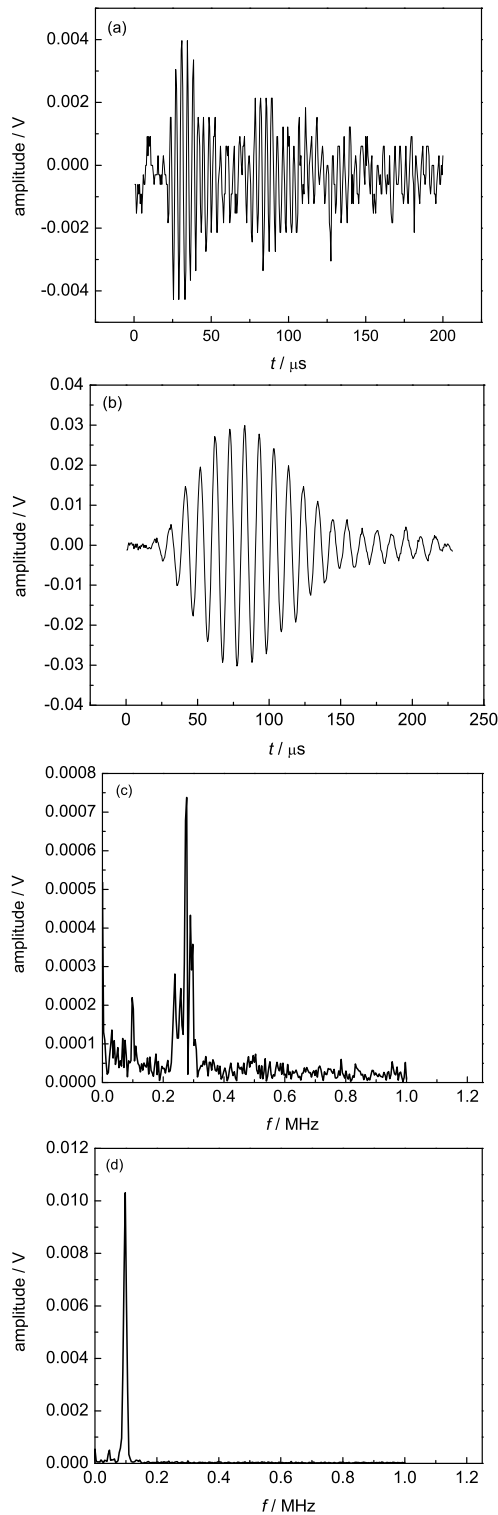 (a)
0.004
0.002
0.000
-0.002
-0.004
amplitude / V
0 50 100 150 200
t / μs
(b)
0.04
0.03
0.02
0.01
0.00
-0.01
-0.02
-0.03
-0.04
amplitude / V
0 50 100 150 200 250
t / μs
(c)
0.0008
0.0007
0.0006
0.0005
0.0004
0.0003
0.0002
0.0001
0.0000
amplitude / V
0.0 0.2 0.4 0.6 0.8 1.0 1.2
f / MHz
(d)
0.012
0.010
0.008
0.006
0.004
0.002
0.000
amplitude / V
0.0 0.2 0.4 0.6 0.8 1.0 1.2
f / MHz